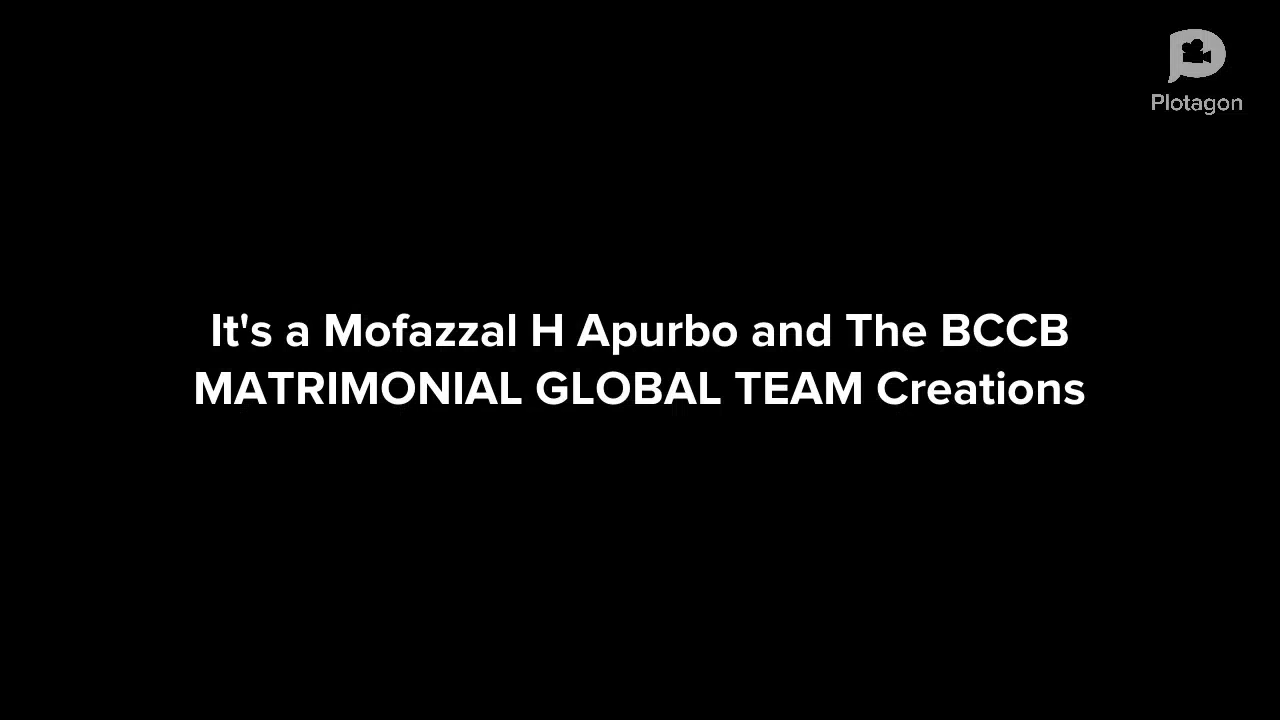 Plotagon
It's a Mofazzal H Apurbo and The BCCB
MATRIMONIAL GLOBAL TEAM Creations